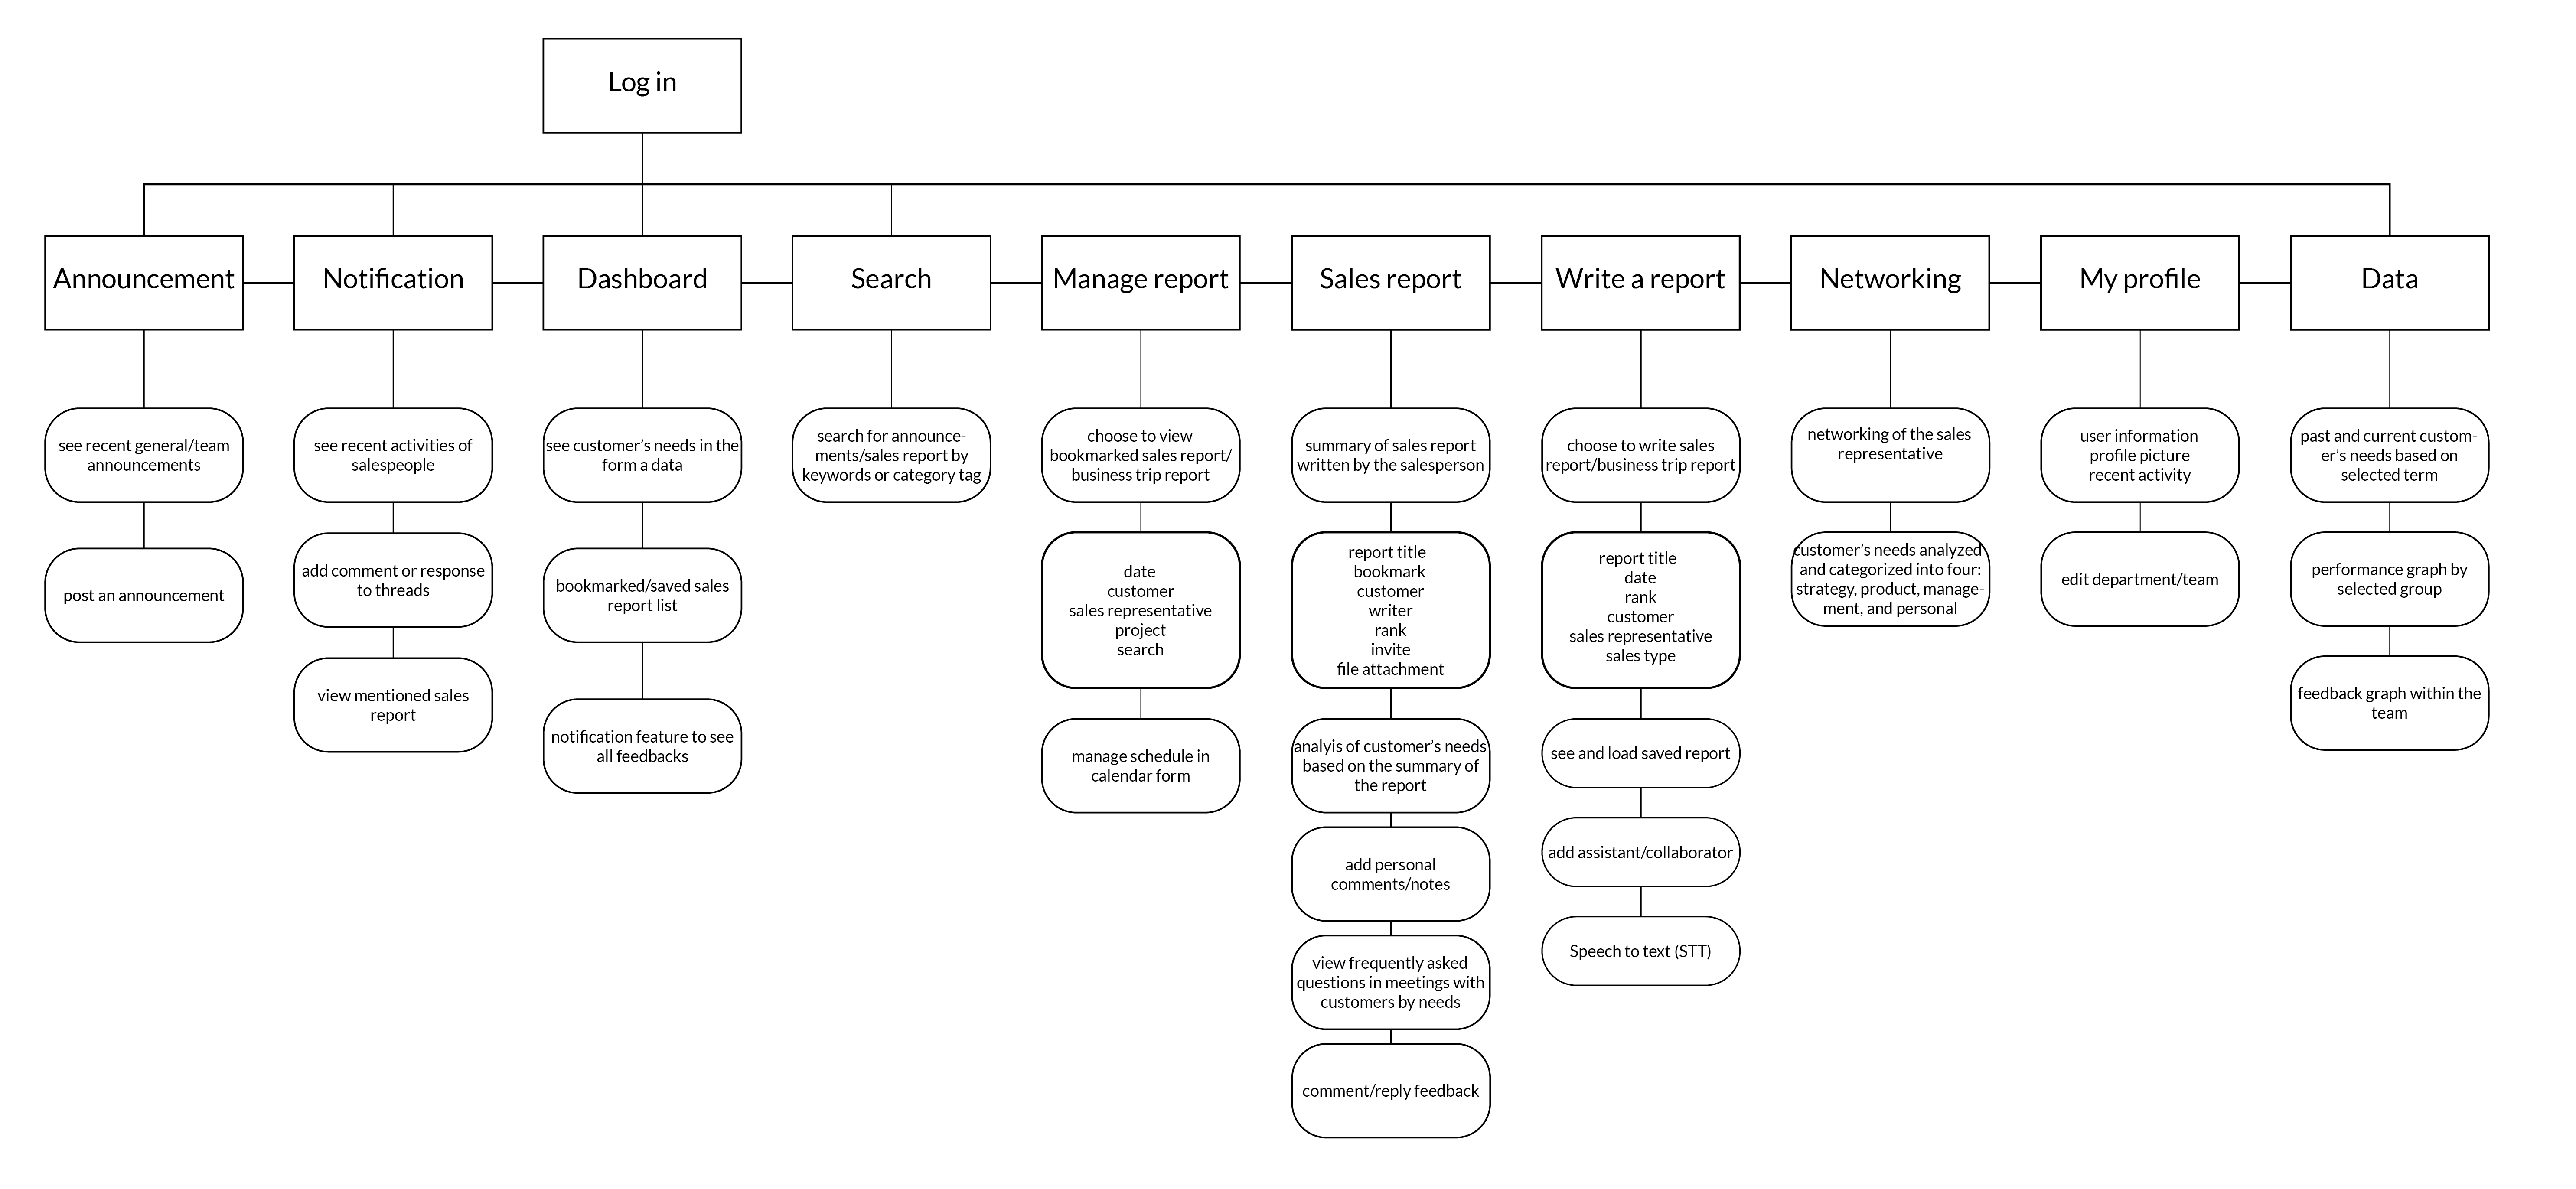 Log in
Announcement
Notification
Dashboard
Search
Manage report
Sales report
Write a report
Networking
My profile
Data
see recent general/team
announcements
post an announcement
see recent activities of
salespeople
add comment or response
to threads
view mentioned sales
report
see customer's needs in the
form a data
bookmarked/saved sales
report list
notification feature to see
all feedbacks
search for announce-
ments/sales report by
keywords or category tag
choose to view
bookmarked sales report/
business trip report
date
customer
sales representative
project
search
manage schedule in
calendar form
summary of sales report
written by the salesperson
report title
bookmark
customer
writer
rank
invite
file attachment
analyis of customer's needs
based on the summary of
the report
add personal
comments/notes
view frequently asked
questions in meetings with
customers by needs
comment/reply feedback
choose to write sales
report/business trip report
report title
date
rank
customer
sales representative
sales type
see and load saved report
add assistant/collaborator
Speech to text (STT)
networking of the sales
representative
customer's needs analyzed
and categorized into four:
strategy, product, manage-
ment, and personal
user information
profile picture
recent activity
edit department/team
past and current custom-
er's needs based on
selected term
performance graph by
selected group
feedback graph within the
team